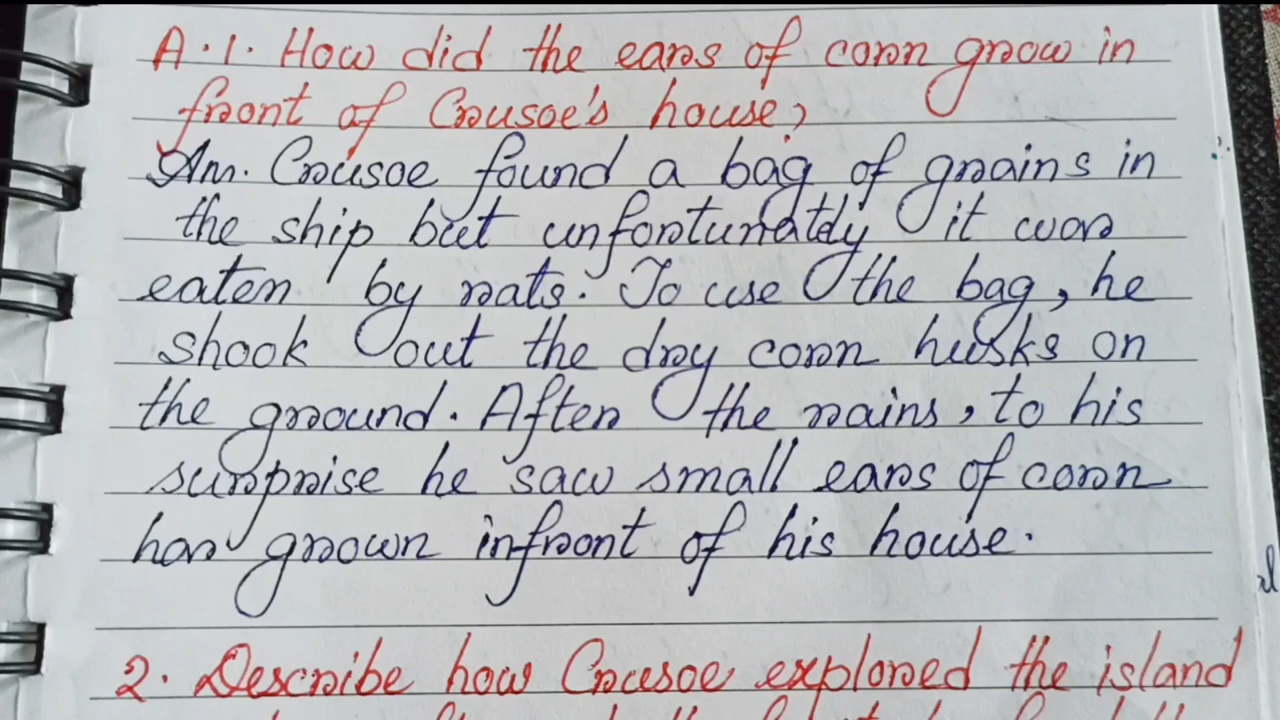 A.1. How did the ears of corn grow in
front of Crusoe's house?
Ans. Crusoe found a bag of grains in
the ship but unfortunately it was
eaten by rats. To use the bag, he
shook out the dry corn husks on
the ground. After the rains, to his
surprise he saw small ears of corn
has grown infront of his house.
2. Describe how Crusoe explored the island